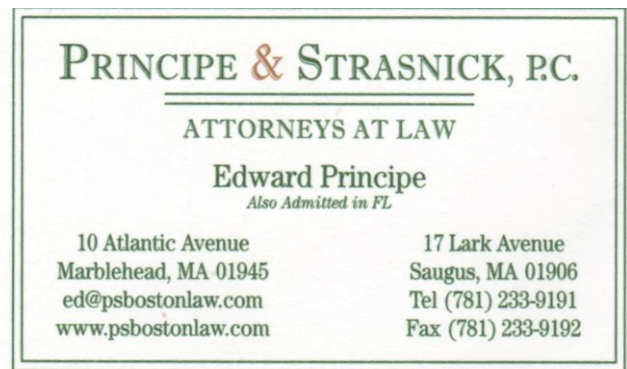 PRINCIPE & STRASNICK, P.C.
ATTORNEYS AT LAW
Edward Principe
Also Admitted in FL
10 Atlantic Avenue
Marblehead, MA 01945
ed@psbostonlaw.com
www.psbostonlaw.com
17 Lark Avenue
Saugus, MA 01906
Tel (781) 233-9191
Fax (781) 233-9192